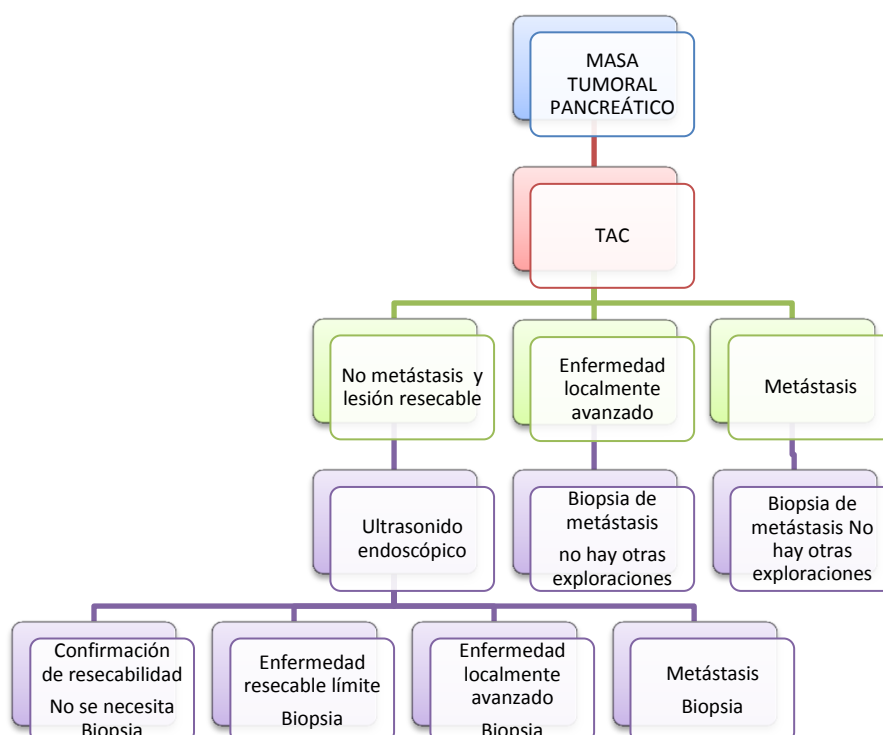 MASA
TUMORAL
PANCREÁTICO
TAC
No metástasis y
lesión resecable
Enfermedad
localmente
avanzado
Metástasis
Ultrasonido
endoscópico
Biopsia de
metástasis
no hay otras
exploraciones
Biopsia de
metástasis No
hay otras
exploraciones
Confirmación
de resecabilidad
No se necesita
Biopsia
Enfermedad
resecable límite
Biopsia
Enfermedad
localmente
avanzado
Biopsia
Metástasis
Biopsia